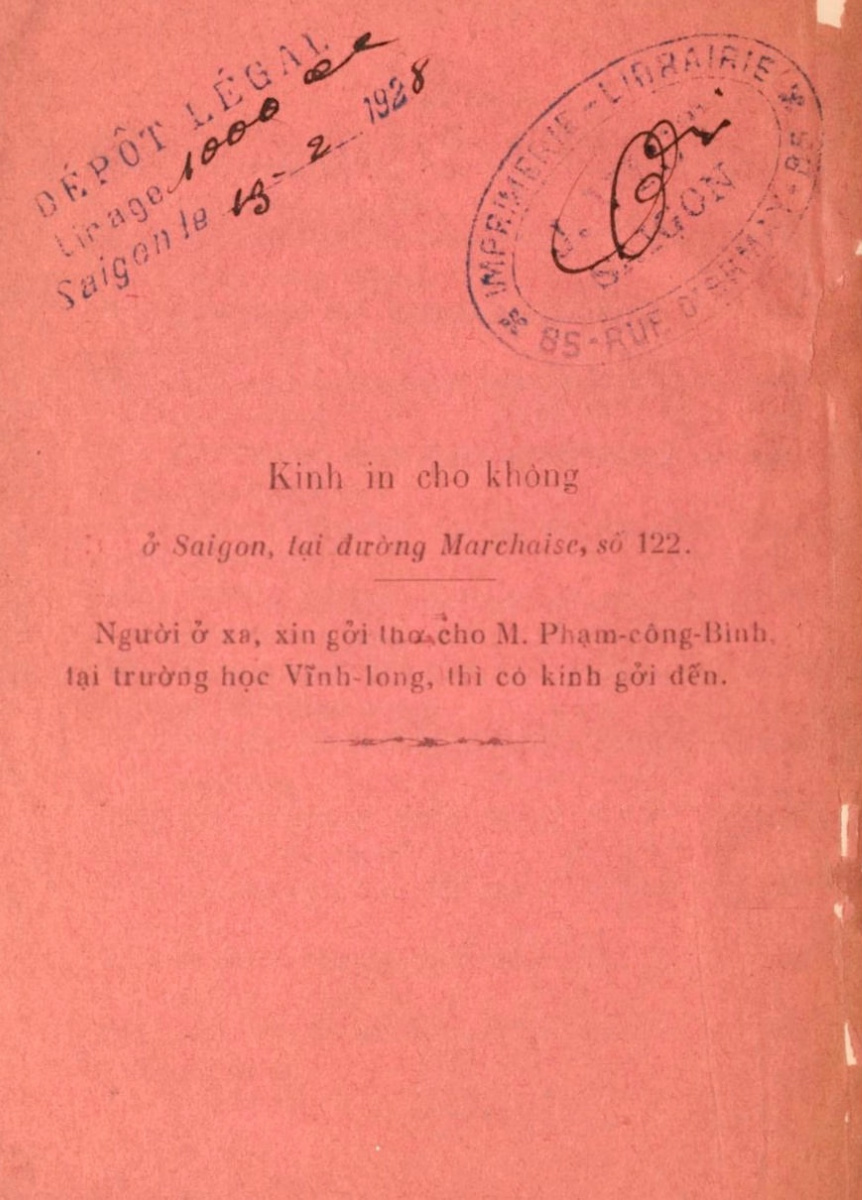 DÉPÔT LÉGAL
tirage 1000 ex
Saigon le 13-2 1928
IMPRIMERIE-LIBRAIRIE
J.
SAIGON
85-RUE D'ORMAY-85
Kinh in cho không
ở Saigon, tại đường Marchaise, số 122.
Người ở xa, xin gởi thơ cho M. Phạm-công-Bình,
tại trường học Vĩnh-long, thì có kinh gởi đến.